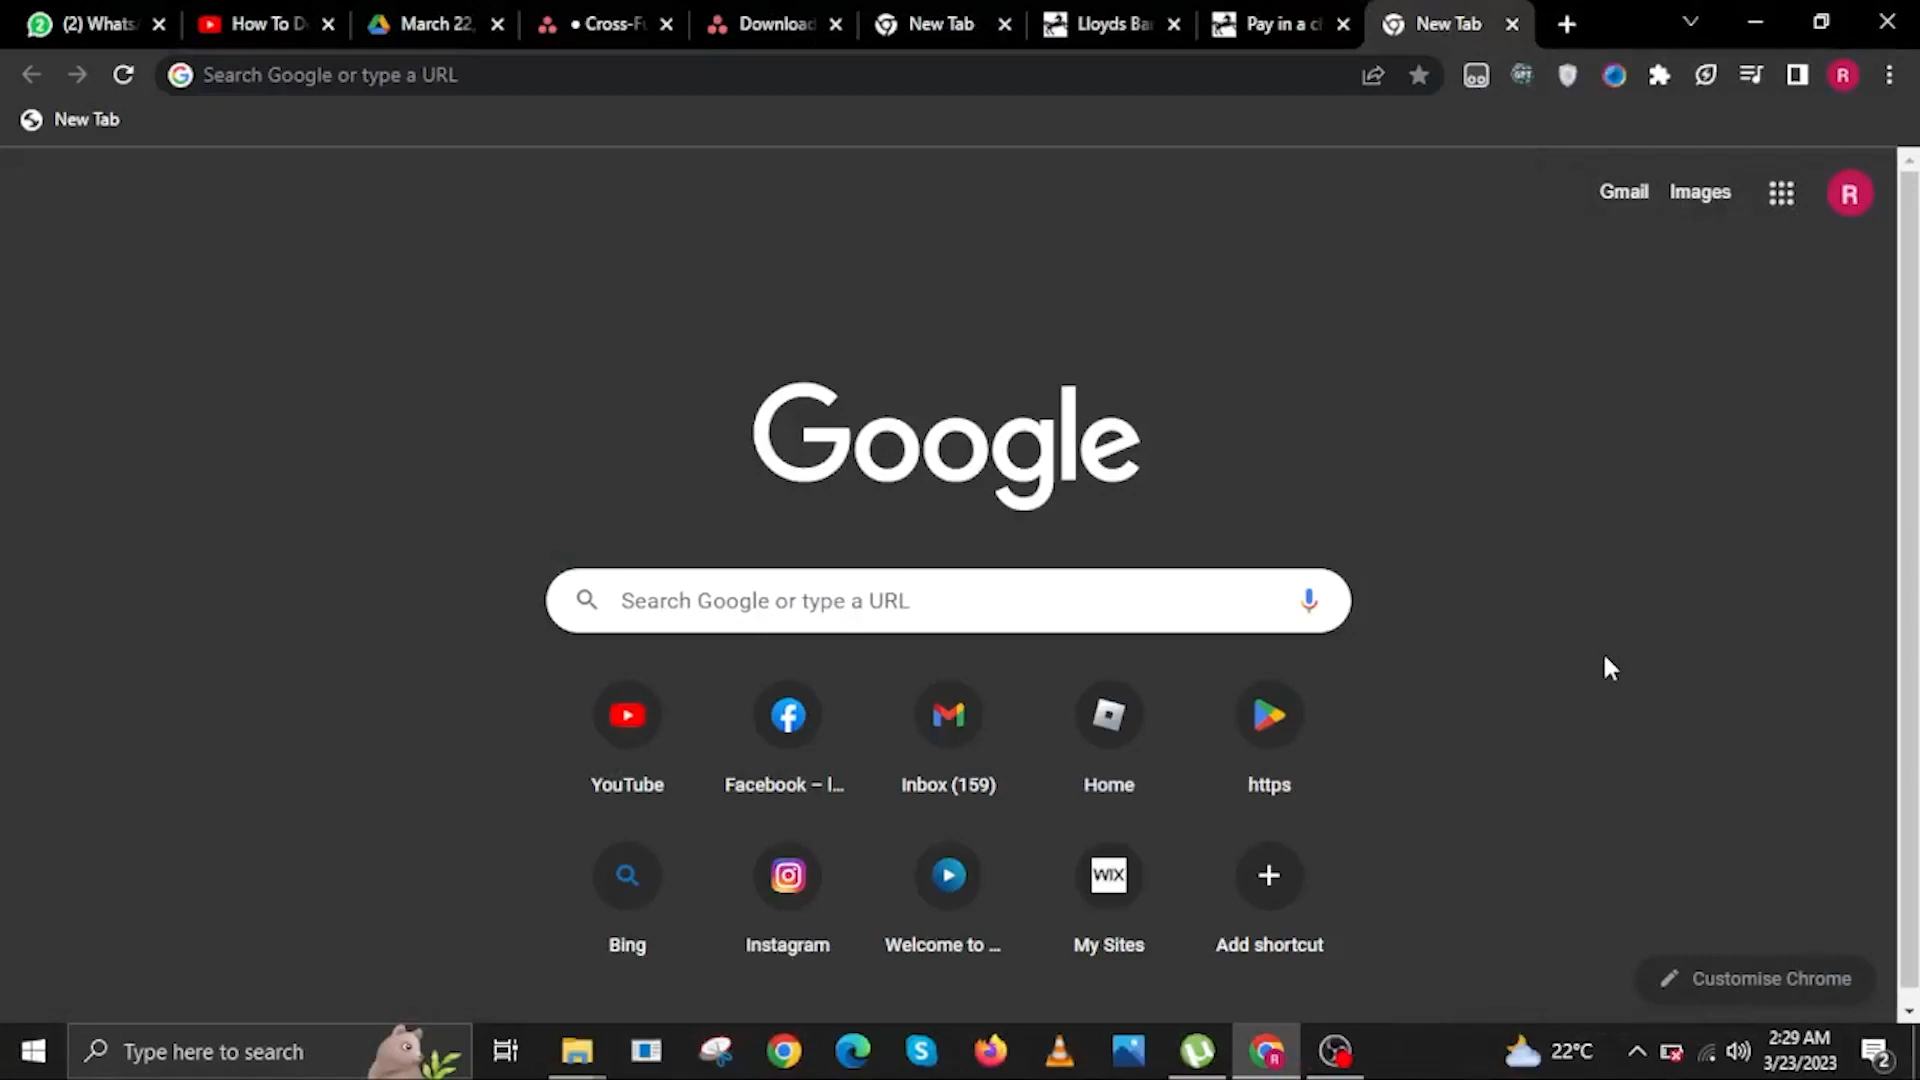 (2) Whats
How To D
March 22,
• Cross-Fu
Download
New Tab
Lloyds Ba
Pay in a c
New Tab
Search Google or type a URL
R
New Tab
Gmail
Images
R
Google
Search Google or type a URL
YouTube
Facebook – l...
Inbox (159)
Home
https
WIX
Bing
Instagram
Welcome to ...
My Sites
Add shortcut
Customise Chrome
Type here to search
22°C
2:29 AM
3/23/2023
2